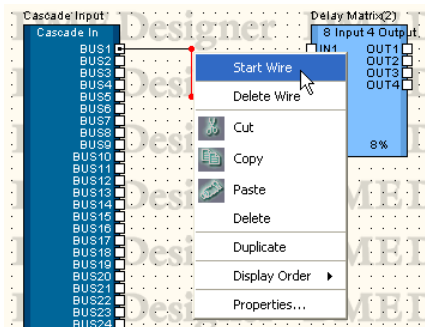 Cascade Input
Cascade In
BUS1
BUS2
BUS3
BUS4
BUS5
BUS6
BUS7
BUS8
BUS9
BUS10
BUS11
BUS12
BUS13
BUS14
BUS15
BUS16
BUS17
BUS18
BUS19
BUS20
BUS21
BUS22
BUS23
BUS24
Designer
Start Wire
Delete Wire
Cut
Copy
Paste
Delete
Duplicate
Display Order
Properties...
Delay Matrix(2)
8 Input 4 Output
IN1 OUT1
OUT2
OUT3
OUT4
8%